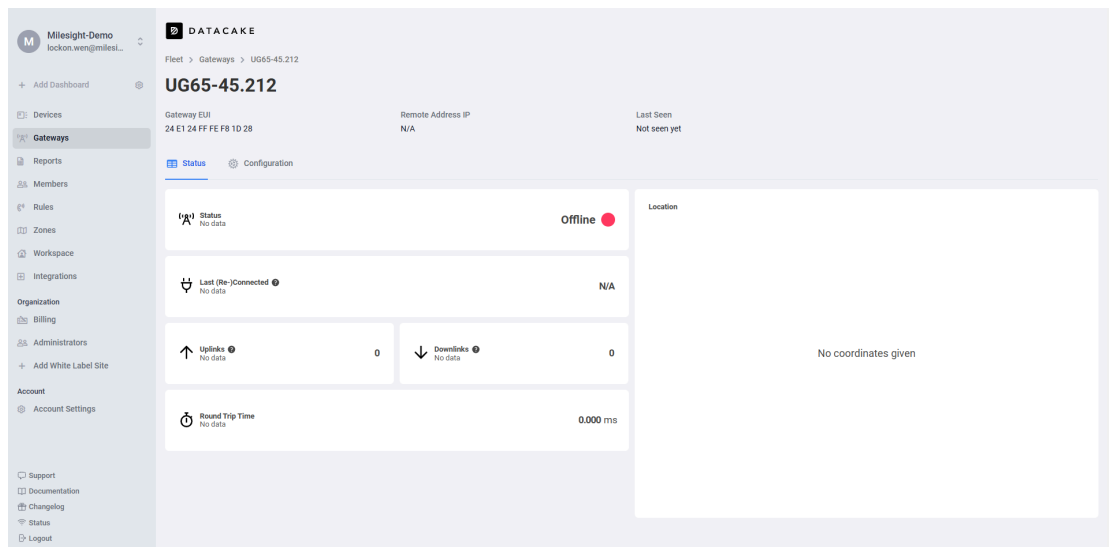 M
Milesight-Demo
lockon.wen@milesi...
+ Add Dashboard
Devices
Gateways
Reports
Members
Rules
Zones
Workspace
Integrations
Organization
Billing
Administrators
+ Add White Label Site
Account
Account Settings
Support
Documentation
Changelog
Status
Logout
DATACAKE
Fleet > Gateways > UG65-45.212
UG65-45.212
Gateway EUI
24 E1 24 FF FE F8 1D 28
Remote Address IP
N/A
Last Seen
Not seen yet
Status
Configuration
Status
No data
Offline
Last (Re-)Connected ?
No data
N/A
Uplinks ?
No data
0
Downlinks ?
No data
0
Round Trip Time
No data
0.000 ms
Location
No coordinates given